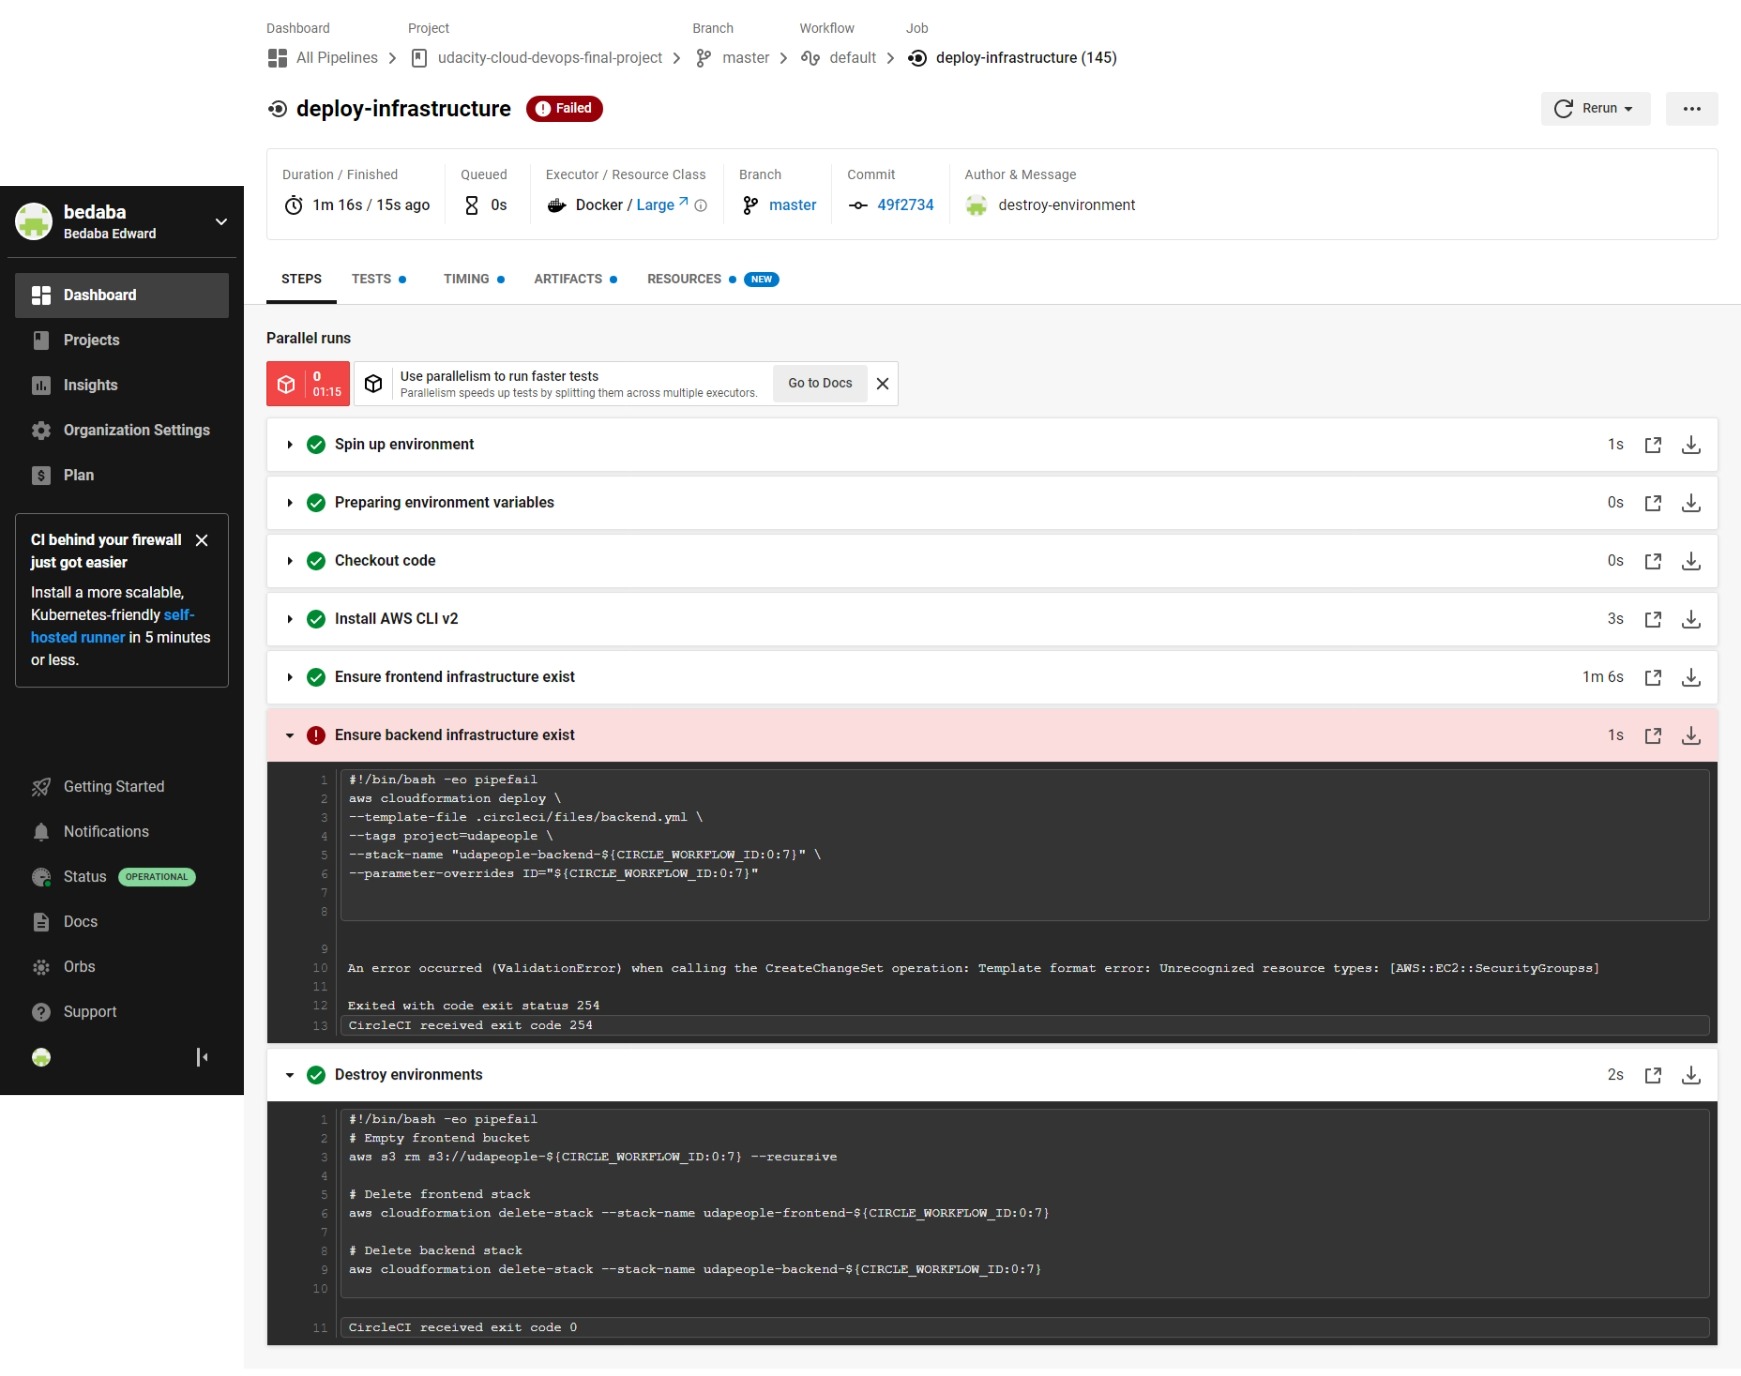 Dashboard
Project
Branch
Workflow
Job
All Pipelines
udacity-cloud-devops-final-project
master
default
deploy-infrastructure (145)
deploy-infrastructure
Failed
Rerun
Duration / Finished
Queued
Executor / Resource Class
Branch
Commit
Author & Message
1m 16s / 15s ago
0s
Docker / Large
master
49f2734
destroy-environment
bedaba
Bedaba Edward
Dashboard
Projects
Insights
Organization Settings
Plan
CI behind your firewall
just got easier
Install a more scalable,
Kubernetes-friendly self-
hosted runner in 5 minutes
or less.
Getting Started
Notifications
Status OPERATIONAL
Docs
Orbs
Support
STEPS
TESTS
TIMING
ARTIFACTS
RESOURCES
NEW
Parallel runs
0
01:15
Use parallelism to run faster tests
Parallelism speeds up tests by splitting them across multiple executors.
Go to Docs
Spin up environment
1s
Preparing environment variables
0s
Checkout code
0s
Install AWS CLI v2
3s
Ensure frontend infrastructure exist
1m 6s
Ensure backend infrastructure exist
1s
1 #!/bin/bash -eo pipefail
2 aws cloudformation deploy \
3 --template-file .circleci/files/backend.yml \
4 --tags project=udapeople \
5 --stack-name "udapeople-backend-${CIRCLE_WORKFLOW_ID:0:7}" \
6 --parameter-overrides ID="${CIRCLE_WORKFLOW_ID:0:7}"
7
8
9
10 An error occurred (ValidationError) when calling the CreateChangeSet operation: Template format error: Unrecognized resource types: [AWS::EC2::SecurityGroupss]
11
12 Exited with code exit status 254
13 CircleCI received exit code 254
Destroy environments
2s
1 #!/bin/bash -eo pipefail
2 # Empty frontend bucket
3 aws s3 rm s3://udapeople-${CIRCLE_WORKFLOW_ID:0:7} --recursive
4
5 # Delete frontend stack
6 aws cloudformation delete-stack --stack-name udapeople-frontend-${CIRCLE_WORKFLOW_ID:0:7}
7
8 # Delete backend stack
9 aws cloudformation delete-stack --stack-name udapeople-backend-${CIRCLE_WORKFLOW_ID:0:7}
10
11 CircleCI received exit code 0